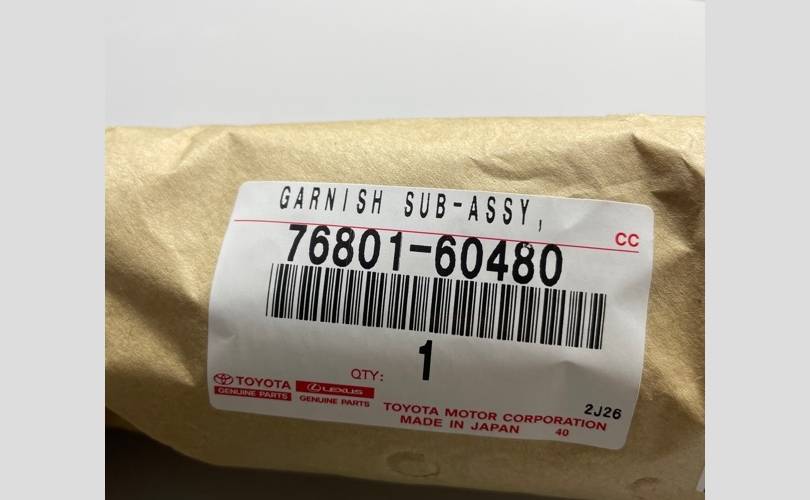 GARNISH SUB-ASSY,
CC
76801-60480
QTY: 1
TOYOTA
GENUINE PARTS
LEXUS
GENUINE PARTS
2J26
TOYOTA MOTOR CORPORATION
MADE IN JAPAN 40